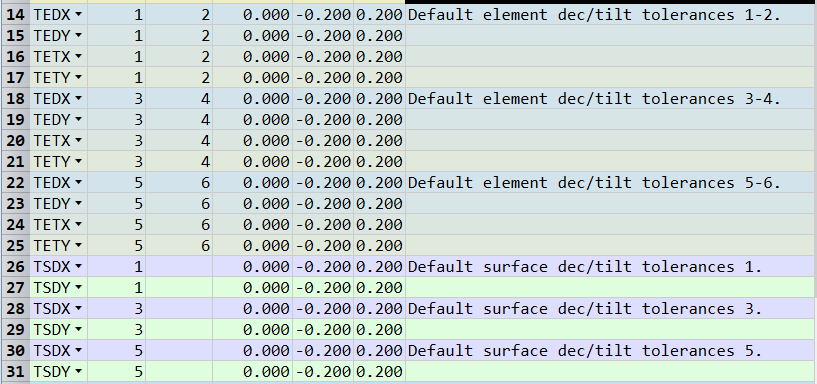 14 TEDX 1 2 0.000 -0.200 0.200 Default element dec/tilt tolerances 1-2.
15 TEDY 1 2 0.000 -0.200 0.200
16 TETX 1 2 0.000 -0.200 0.200
17 TETY 1 2 0.000 -0.200 0.200
18 TEDX 3 4 0.000 -0.200 0.200 Default element dec/tilt tolerances 3-4.
19 TEDY 3 4 0.000 -0.200 0.200
20 TETX 3 4 0.000 -0.200 0.200
21 TETY 3 4 0.000 -0.200 0.200
22 TEDX 5 6 0.000 -0.200 0.200 Default element dec/tilt tolerances 5-6.
23 TEDY 5 6 0.000 -0.200 0.200
24 TETX 5 6 0.000 -0.200 0.200
25 TETY 5 6 0.000 -0.200 0.200
26 TSDX 1 0.000 -0.200 0.200 Default surface dec/tilt tolerances 1.
27 TSDY 1 0.000 -0.200 0.200
28 TSDX 3 0.000 -0.200 0.200 Default surface dec/tilt tolerances 3.
29 TSDY 3 0.000 -0.200 0.200
30 TSDX 5 0.000 -0.200 0.200 Default surface dec/tilt tolerances 5.
31 TSDY 5 0.000 -0.200 0.200